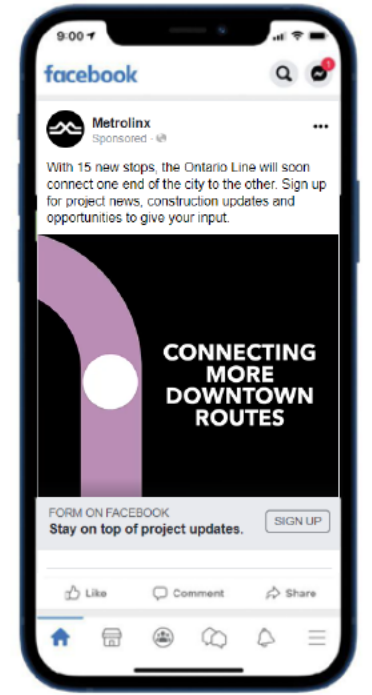 9:00
facebook
1
Metrolinx
Sponsored ·
With 15 new stops, the Ontario Line will soon
connect one end of the city to the other. Sign up
for project news, construction updates and
opportunities to give your input.
CONNECTING
MORE
DOWNTOWN
ROUTES
FORM ON FACEBOOK
Stay on top of project updates.
SIGN UP
Like
Comment
Share